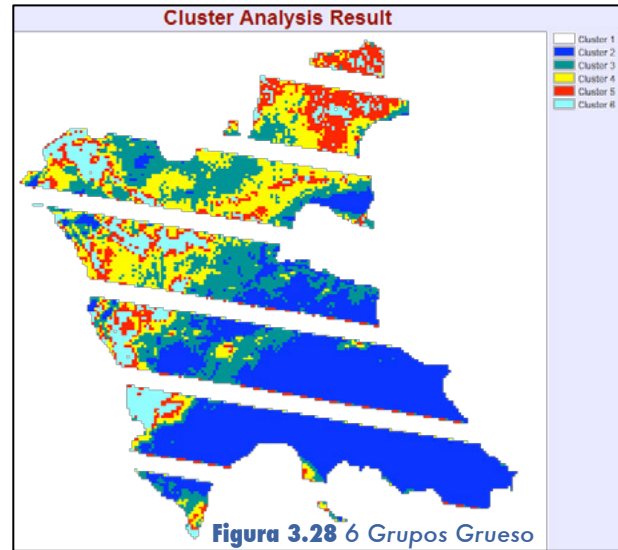 Cluster Analysis Result
Cluster 1
Cluster 2
Cluster 3
Cluster 4
Cluster 5
Cluster 6
Figura 3.28 6 Grupos Grueso